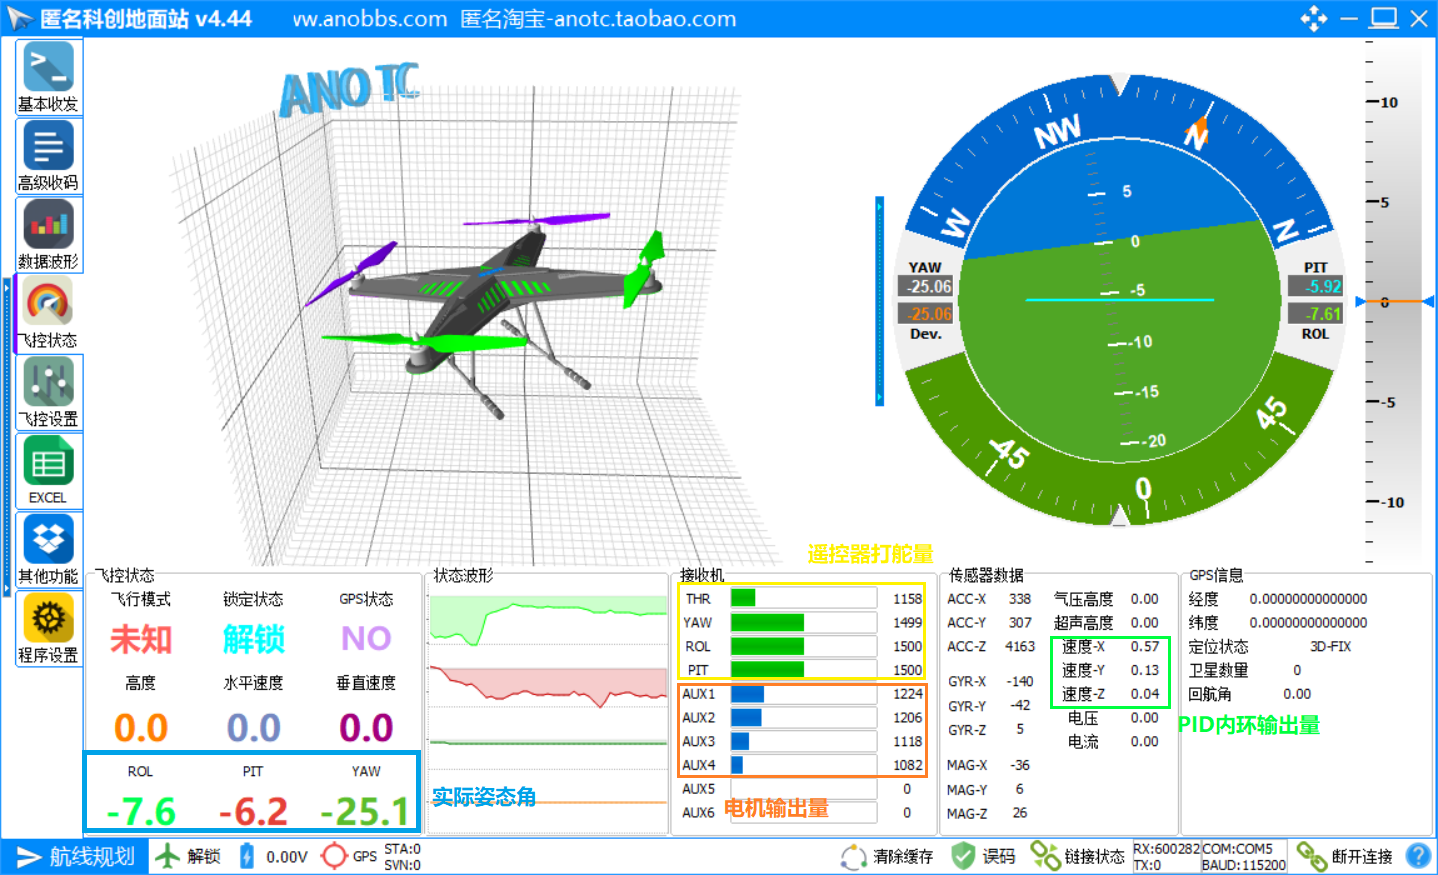 匿名科创地面站 v4.44
vw.anobbs.com 匿名淘宝-anotc.taobao.com
基本收发
高级收码
数据波形
飞控状态
飞控设置
EXCEL
其他功能
程序设置
ANO TC
NW
N
W
N
5
0
-5
-10
-15
-20
YAW
-25.06
-25.06
Dev.
PIT
-5.92
-7.61
ROL
-45
0
45
10
5
0
-5
-10
遥控器打舵量
飞控状态
飞行模式 锁定状态 GPS状态
未知 解锁 NO
高度 水平速度 垂直速度
0.0 0.0 0.0
ROL PIT YAW
-7.6 -6.2 -25.1
状态波形
实际姿态角
接收机
THR 1158
YAW 1499
ROL 1500
PIT 1500
AUX1 1224
AUX2 1206
AUX3 1118
AUX4 1082
AUX5 0
AUX6 0
电机输出量
传感器数据
ACC-X 338 气压高度 0.00
ACC-Y 307 超声高度 0.00
ACC-Z 4163 速度-X 0.57
GYR-X -140 速度-Y 0.13
GYR-Y -42 速度-Z 0.04
GYR-Z 5 电压 0.00
电流 0.00
MAG-X -36
MAG-Y 6
MAG-Z 26
PID内环输出量
GPS信息
经度 0.00000000000000
纬度 0.00000000000000
定位状态 3D-FIX
卫星数量 0
回航角 0.00
航线规划 解锁 0.00V GPS STA:0
SVN:0
清除缓存 误码 链接状态 RX:600282 COM:COM5
TX:0 BAUD:115200
断开连接 ?